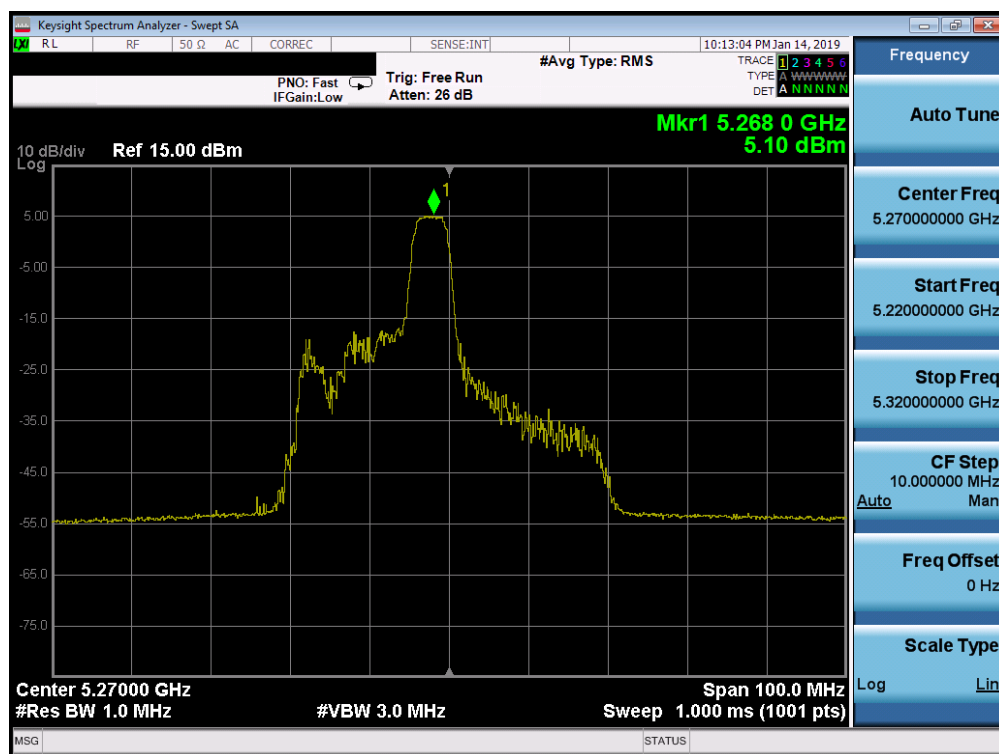 Keysight Spectrum Analyzer - Swept SA
LXI RL RF 50 Ω AC CORREC SENSE:INT 10:13:04 PM Jan 14, 2019
#Avg Type: RMS TRACE 1 2 3 4 5 6
PNO: Fast Trig: Free Run TYPE A WWWWW
IFGain:Low Atten: 26 dB DET A N N N N N
Mkr1 5.268 0 GHz
10 dB/div Ref 15.00 dBm 5.10 dBm
Log
1
5.00
-5.00
-15.0
-25.0
-35.0
-45.0
-55.0
-65.0
-75.0
Center 5.27000 GHz Span 100.0 MHz
#Res BW 1.0 MHz #VBW 3.0 MHz Sweep 1.000 ms (1001 pts)
MSG STATUS
Frequency
Auto Tune
Center Freq
5.270000000 GHz
Start Freq
5.220000000 GHz
Stop Freq
5.320000000 GHz
CF Step
10.000000 MHz
Auto Man
Freq Offset
0 Hz
Scale Type
Log Lin